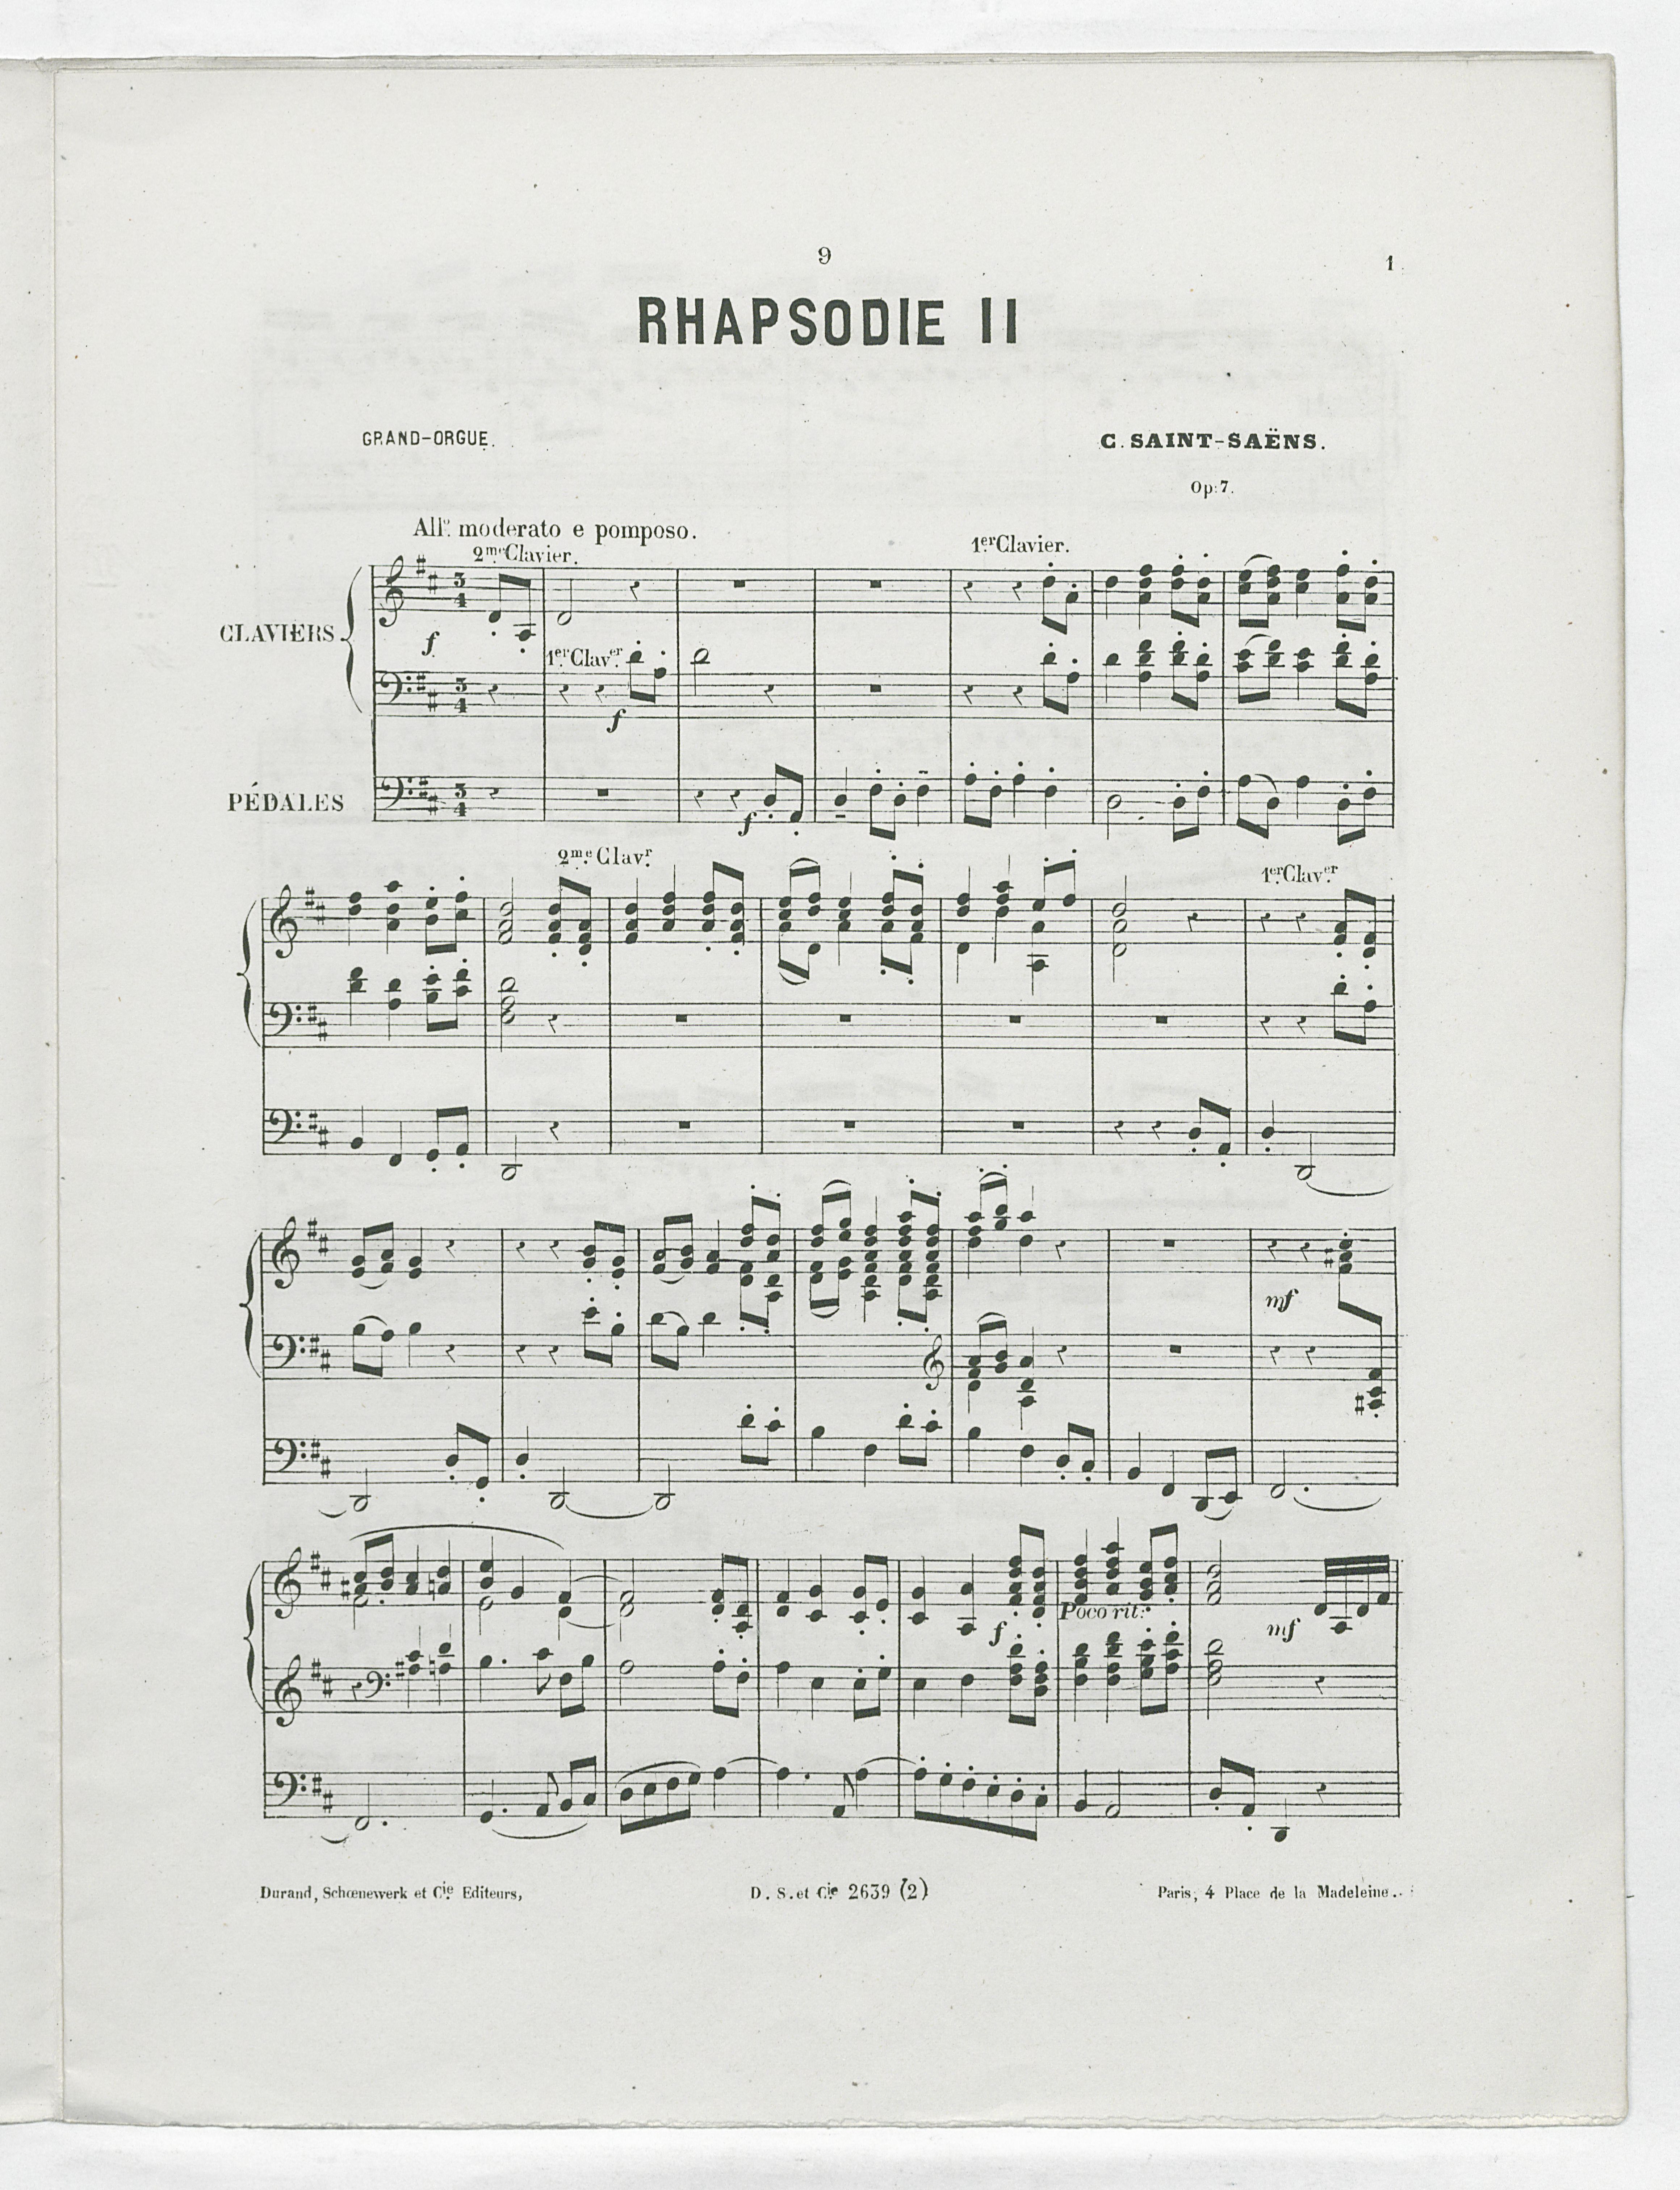 9
1
RHAPSODIE II
GRAND-ORGUE.
C. SAINT-SAËNS.
Op: 7.
All.º moderato e pomposo.
2.me Clavier.
1.er Clavier.
CLAVIERS
f
1.er Clav.er
f
PÉDALES
f
2.me Clav.r
1.er Clav.er
mf
Poco rit:
f
mf
Durand, Schœnewerk et C.ie Editeurs,
D. S. et C.ie 2639 (2)
Paris, 4 Place de la Madeleine.